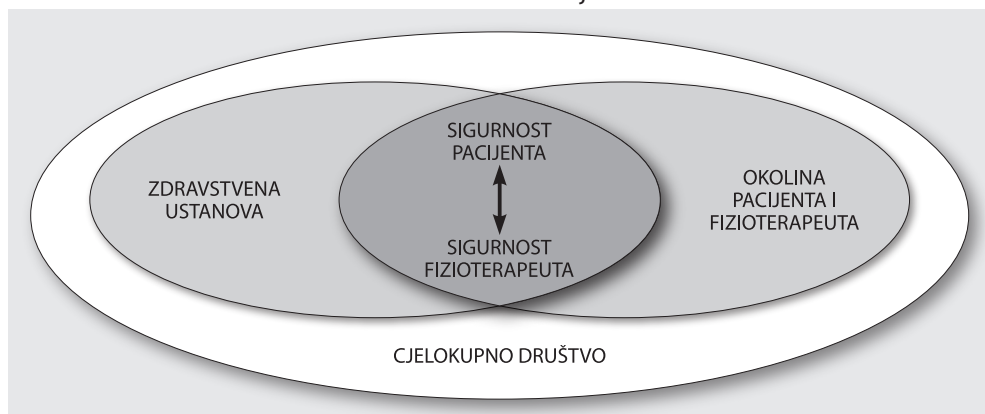 SIGURNOST
PACIJENTA
ZDRAVSTVENA
USTANOVA
OKOLINA
PACIJENTA I
FIZIOTERAPEUTA
SIGURNOST
FIZIOTERAPEUTA
CJELOKUPNO DRUŠTVO